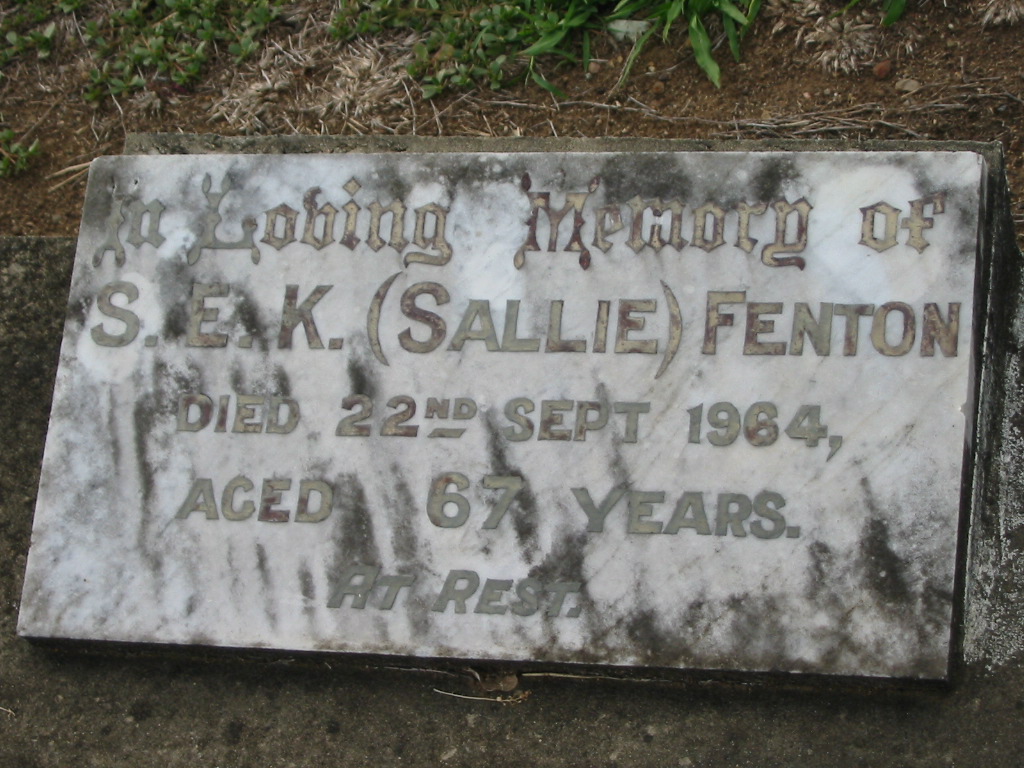 In Loving Memory of
S. E. K. (SALLIE) FENTON
DIED 22ND SEPT 1964,
AGED 67 YEARS.
AT REST.